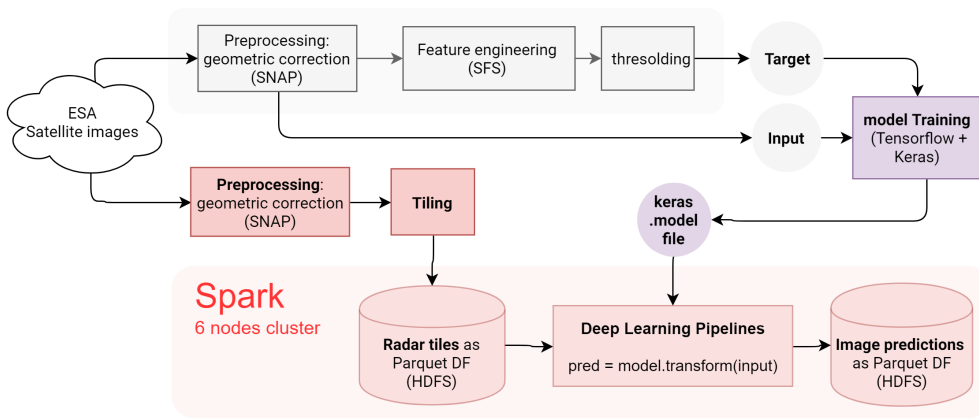 Preprocessing:
geometric correction
(SNAP)
Feature engineering
(SFS)
thresolding
Target
ESA
Satellite images
Input
model Training
(Tensorflow +
Keras)
Preprocessing:
geometric correction
(SNAP)
Tiling
keras
.model
file
Spark
6 nodes cluster
Radar tiles as
Parquet DF
(HDFS)
Deep Learning Pipelines
pred = model.transform(input)
Image predictions
as Parquet DF
(HDFS)